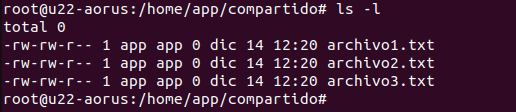 root@u22-aorus:/home/app/compartido# ls -l
total 0
-rw-rw-r-- 1 app app 0 dic 14 12:20 archivo1.txt
-rw-rw-r-- 1 app app 0 dic 14 12:20 archivo2.txt
-rw-rw-r-- 1 app app 0 dic 14 12:20 archivo3.txt
root@u22-aorus:/home/app/compartido#